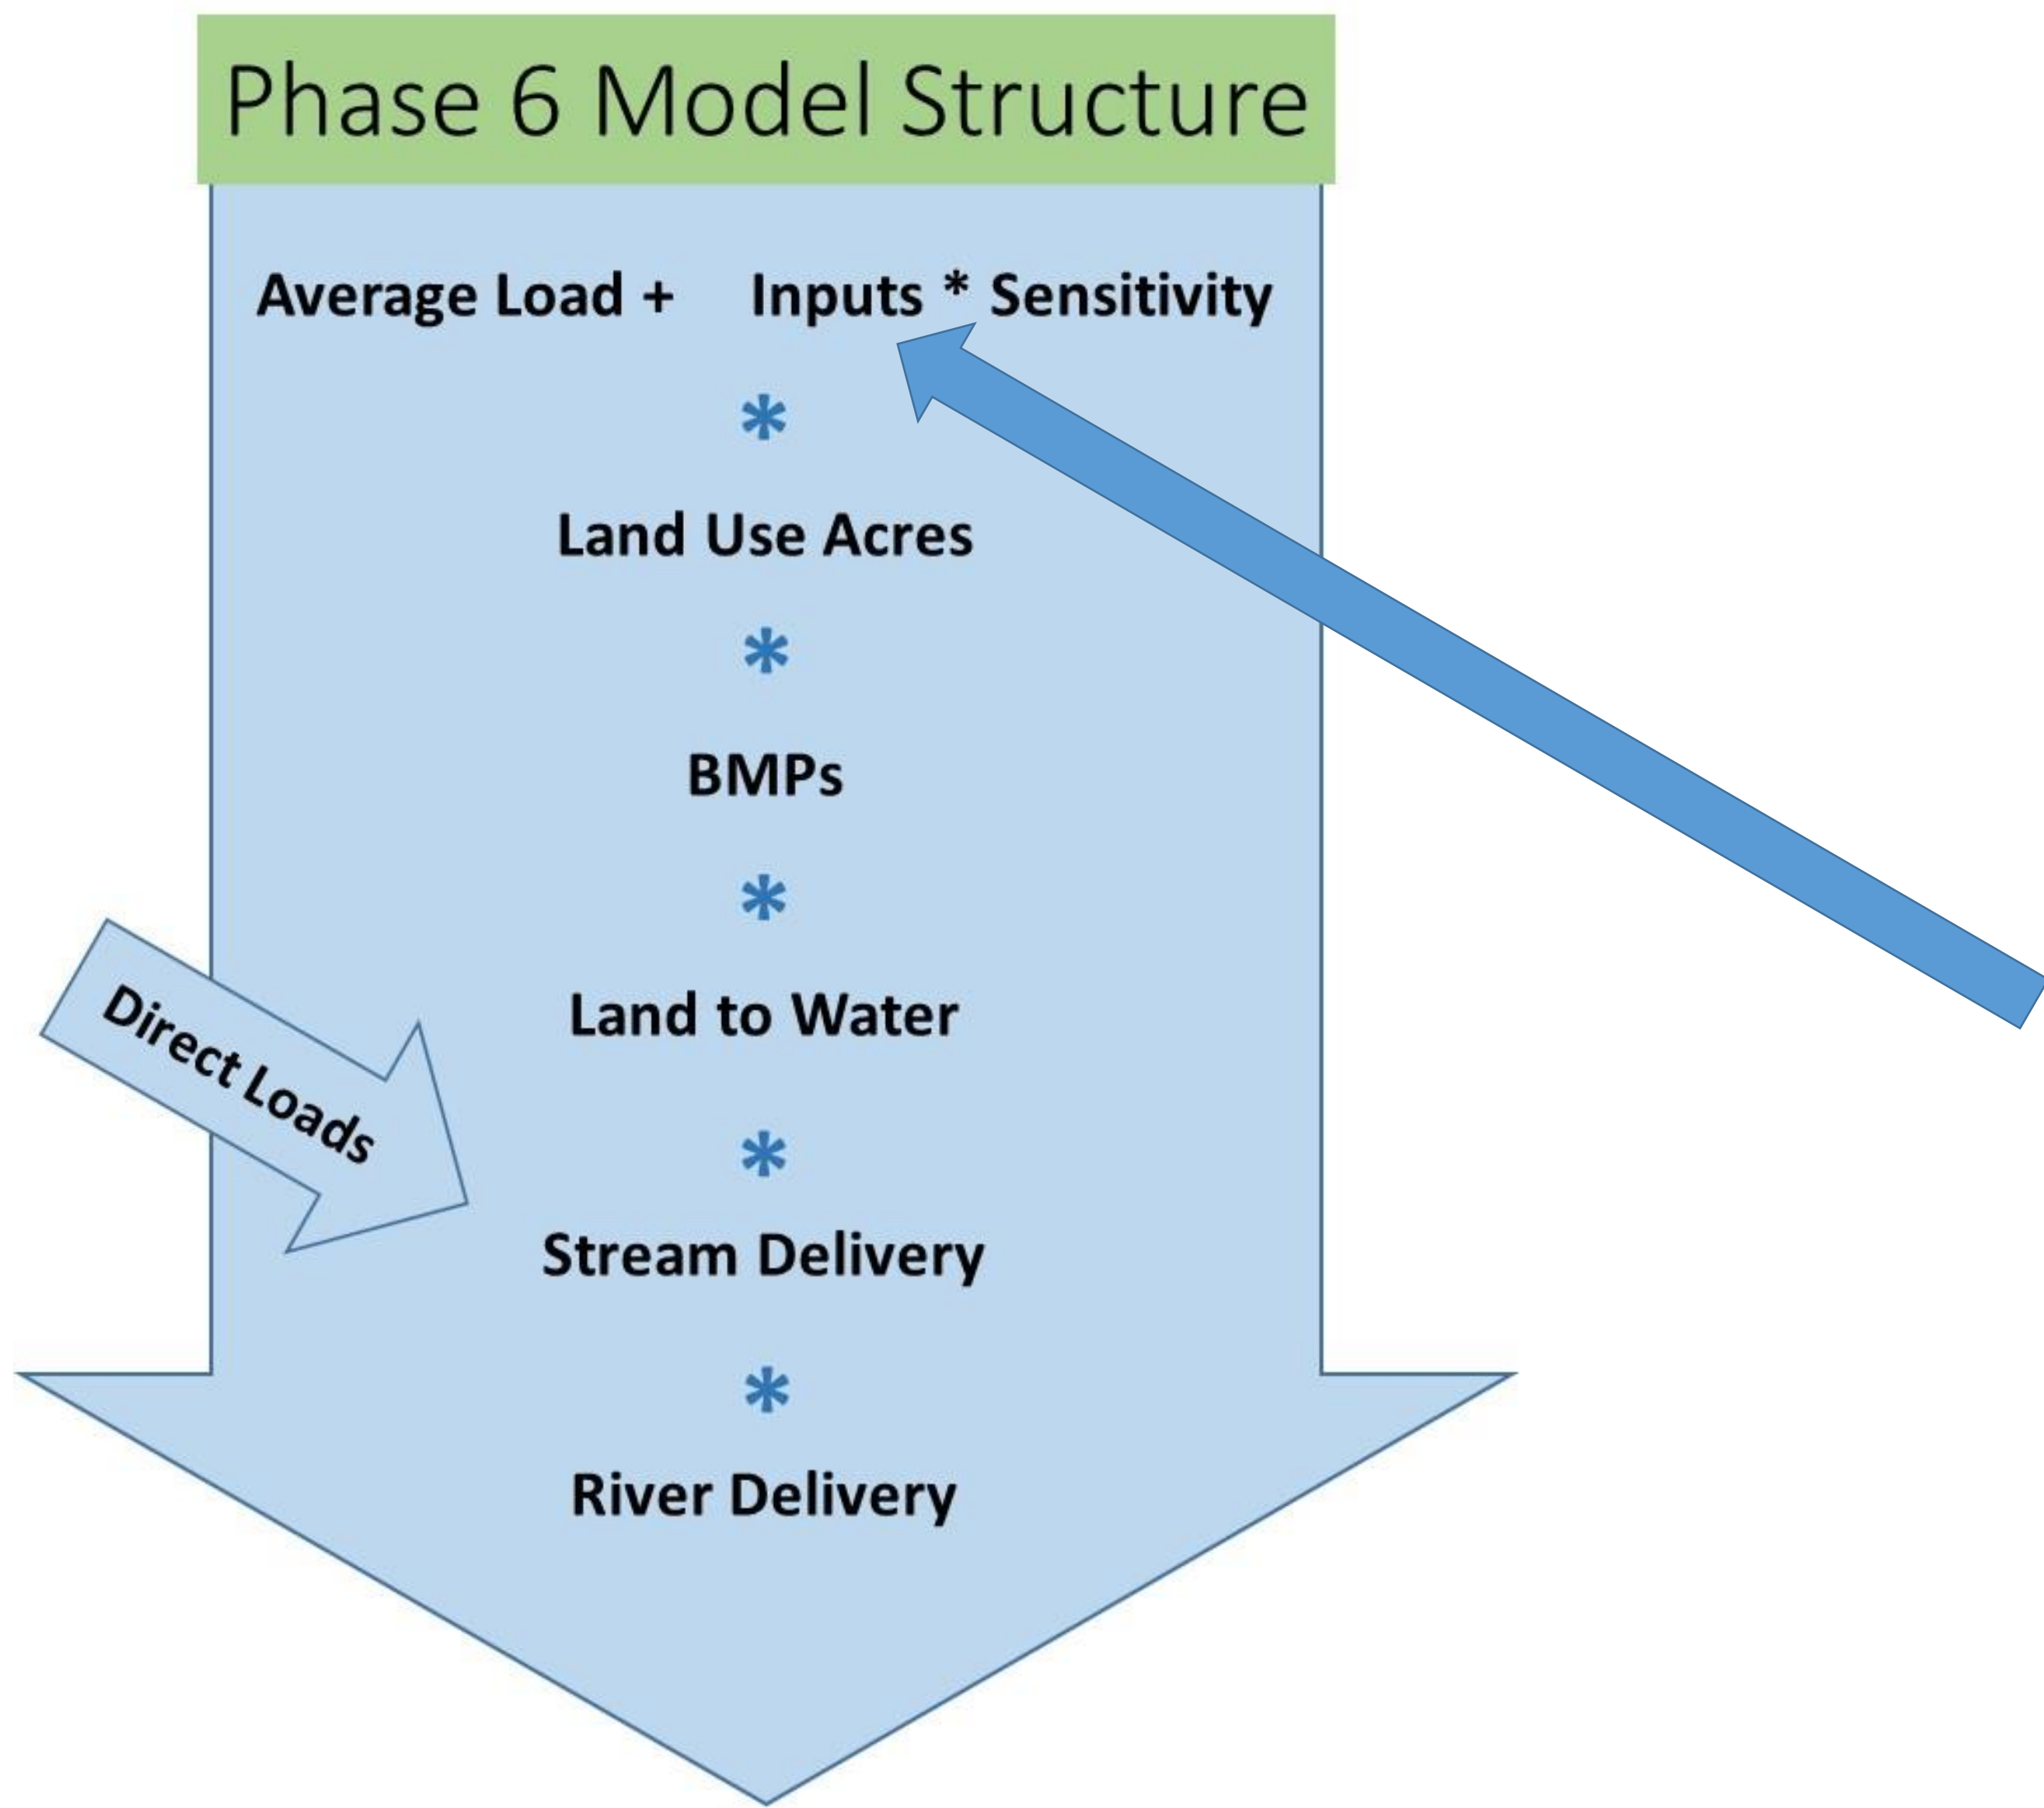 Phase 6 Model Structure
Average Load + Inputs * Sensitivity
*
Land Use Acres
*
BMPs
*
Land to Water
*
Direct Loads
Stream Delivery
*
River Delivery